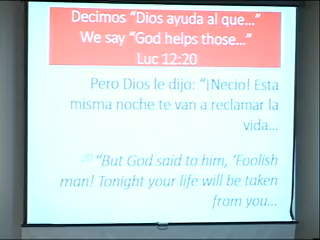 Decimos “Dios ayuda al que…”
We say “God helps those…”
Luc 12:20
Pero Dios le dijo: “¡Necio! Esta
misma noche te van a reclamar la
vida…
20 “But God said to him, ‘Foolish
man! Tonight your life will be taken
from you…